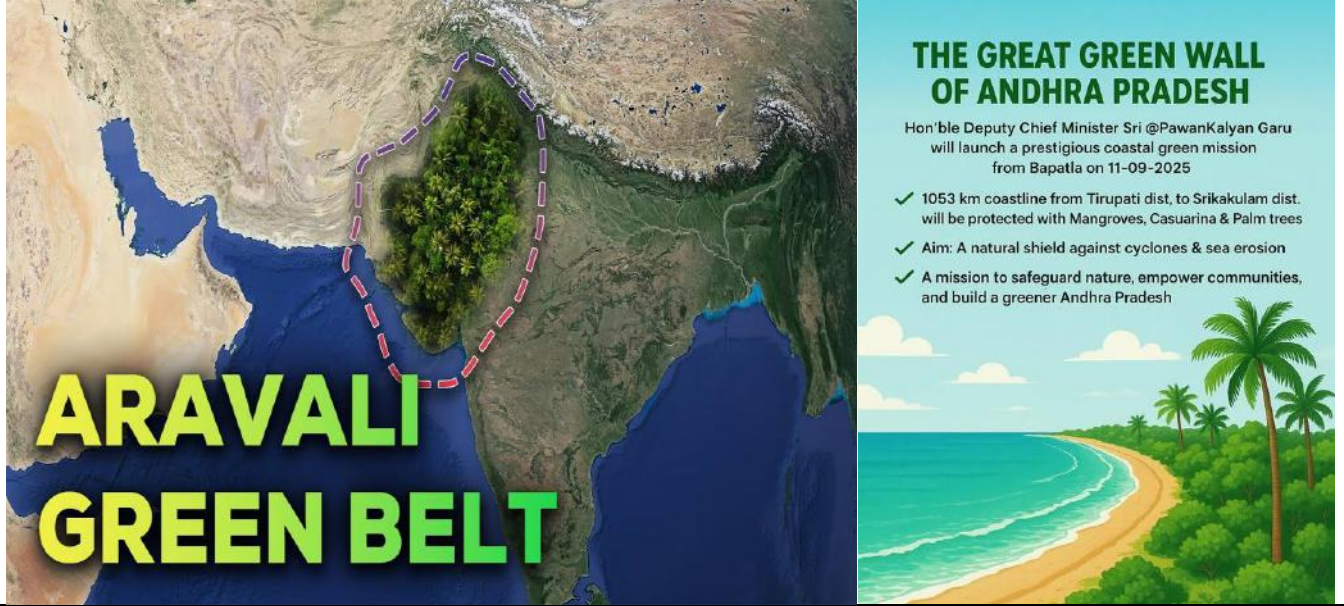 ARAVALI
GREEN BELT
THE GREAT GREEN WALL
OF ANDHRA PRADESH
Hon'ble Deputy Chief Minister Sri @PawanKalyan Garu
will launch a prestigious coastal green mission
from Bapatla on 11-09-2025
✓ 1053 km coastline from Tirupati dist, to Srikakulam dist.
will be protected with Mangroves, Casuarina & Palm trees
✓ Aim: A natural shield against cyclones & sea erosion
✓ A mission to safeguard nature, empower communities,
and build a greener Andhra Pradesh